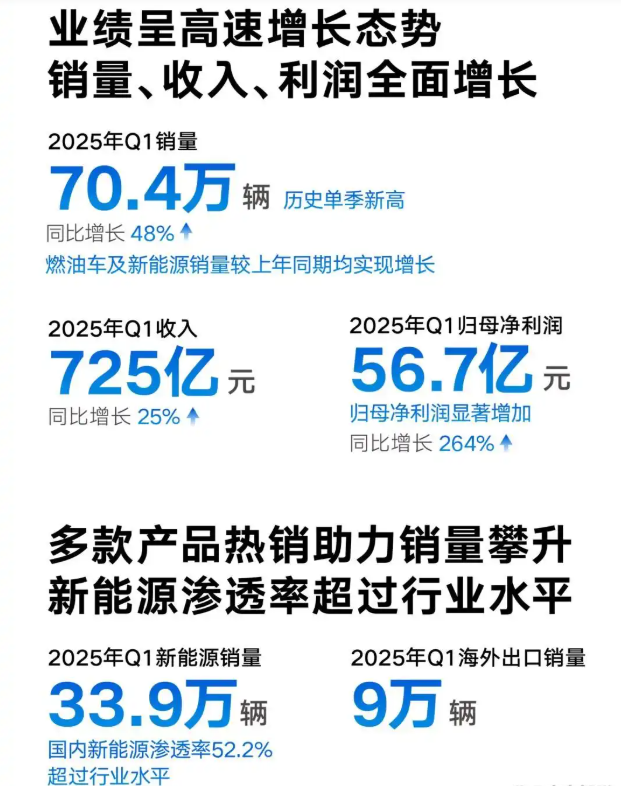 业绩呈高速增长态势
销量、收入、利润全面增长
2025年Q1销量
70.4万辆 历史单季新高
同比增长 48%
燃油车及新能源销量较上年同期均实现增长
2025年Q1收入
725亿元
同比增长 25%
2025年Q1归母净利润
56.7亿元
归母净利润显著增加
同比增长 264%
多款产品热销助力销量攀升
新能源渗透率超过行业水平
2025年Q1新能源销量
33.9万辆
国内新能源渗透率52.2%
超过行业水平
2025年Q1海外出口销量
9万辆